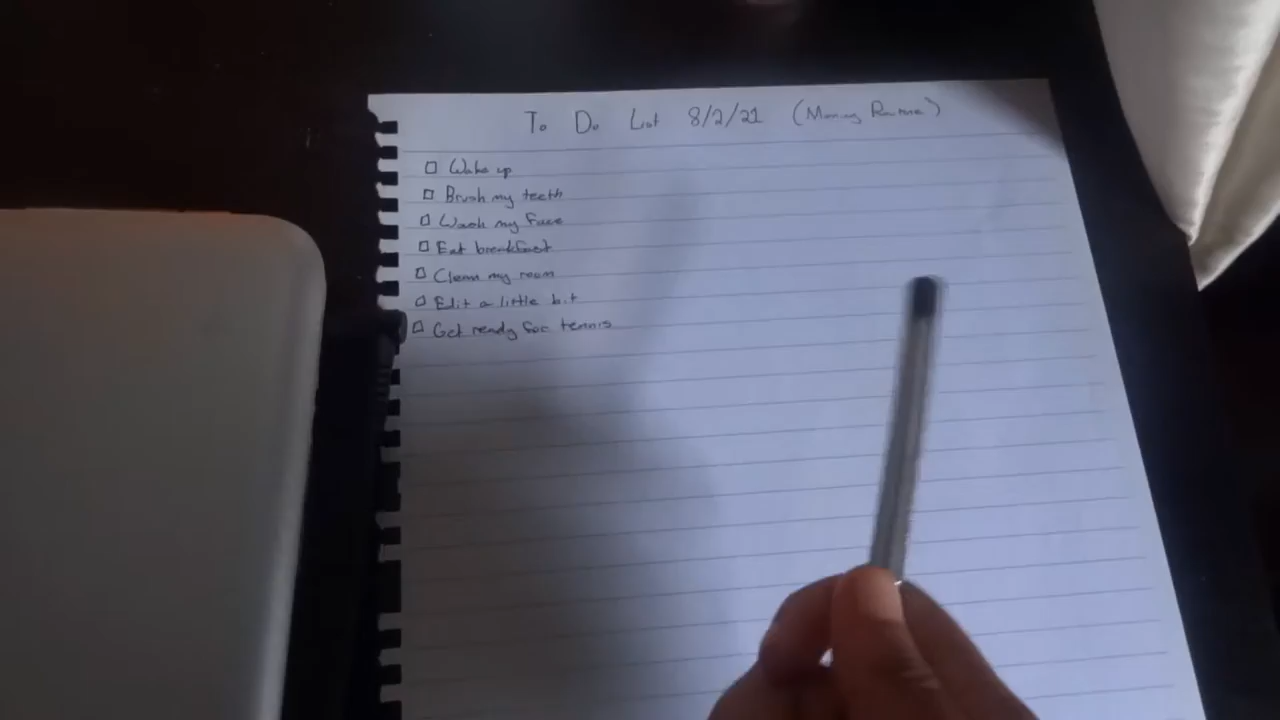 To Do List 8/2/21 (Morning Routine)
Wake up
Brush my teeth
Wash my face
Eat breakfast
Clean my room
Edit a little bit
Get ready for tennis